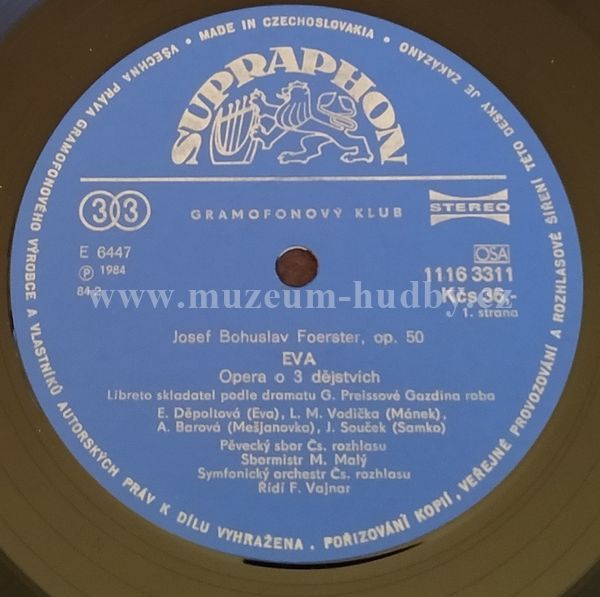 VŠECHNA PRÁVA GRAMOFONOVÉHO VÝROBCE A VLASTNÍKŮ AUTORSKÝCH PRÁV K DÍLU VYHRAŽENA . POŘIZOVÁNÍ KOPIÍ, VEŘEJNÉ PROVOZOVÁNÍ A ROZHLASOVÉ ŠÍŘENÍ TÉTO DESKY JE ZAKÁZÁNO •
MADE IN CZECHOSLOVAKIA •
SUPRAPHON
33
GRAMOFONOVÝ KLUB
STEREO
E 6447
Ⓟ 1984
84-2
OSA
1116 3311
Kčs 36,-
1. strana
www.muzeum-hudby.cz
Josef Bohuslav Foerster, op. 50
EVA
Opera o 3 dějstvích
Libreto skladatel podle dramatu G. Preissové Gazdina roba
E. Děpoltová (Eva), L. M. Vodička (Mánek),
A. Barová (Mešjanovka), J. Souček (Samko)
Pěvecký sbor Čs. rozhlasu
Sbormistr M. Malý
Symfonický orchestr Čs. rozhlasu
Řídí F. Vajnar